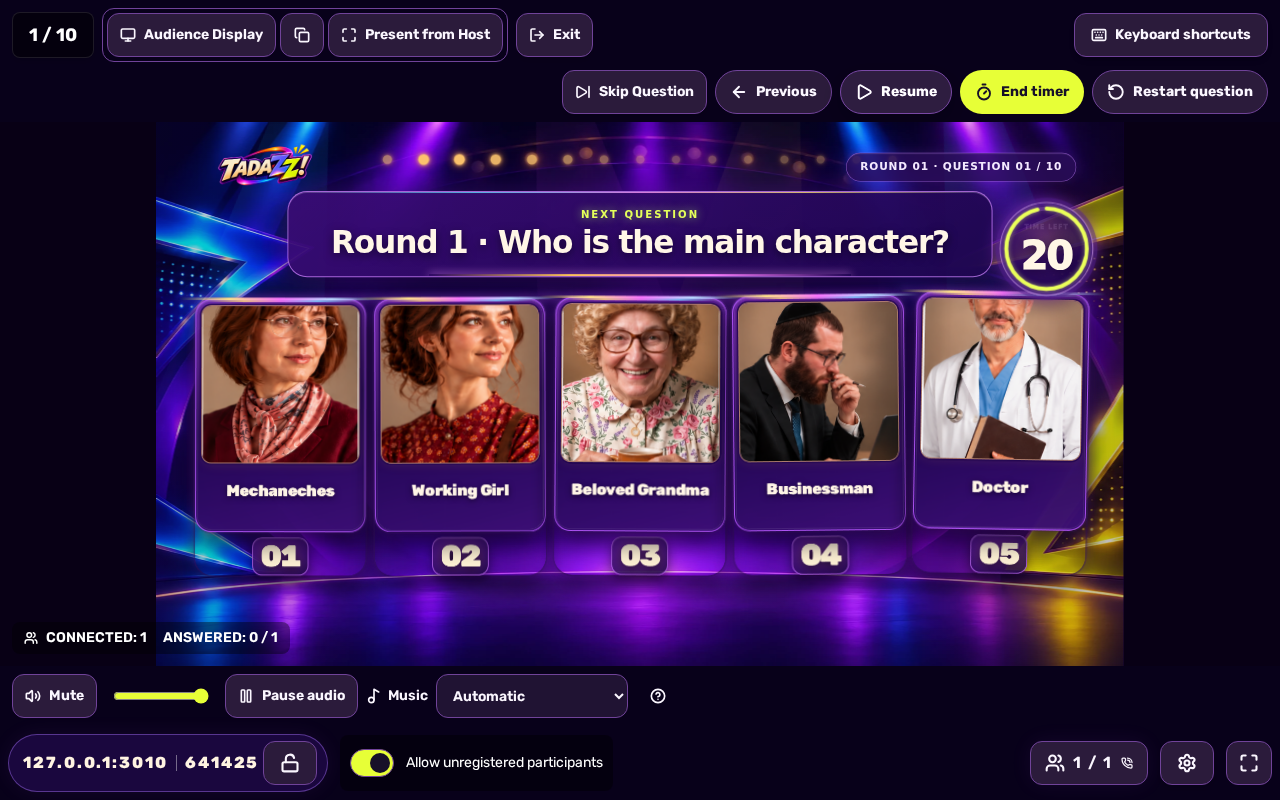 1 / 10
Audience Display
Present from Host
Exit
Keyboard shortcuts
Skip Question
Previous
Resume
End timer
Restart question
TADAZZ!
ROUND 01 · QUESTION 01 / 10
NEXT QUESTION
Round 1 · Who is the main character?
TIME LEFT
20
Mechaneches
Working Girl
Beloved Grandma
Businessman
Doctor
01
02
03
04
05
CONNECTED: 1 ANSWERED: 0 / 1
Mute
Pause audio
Music
Automatic
127.0.0.1:3010 | 641425
Allow unregistered participants
1 / 1